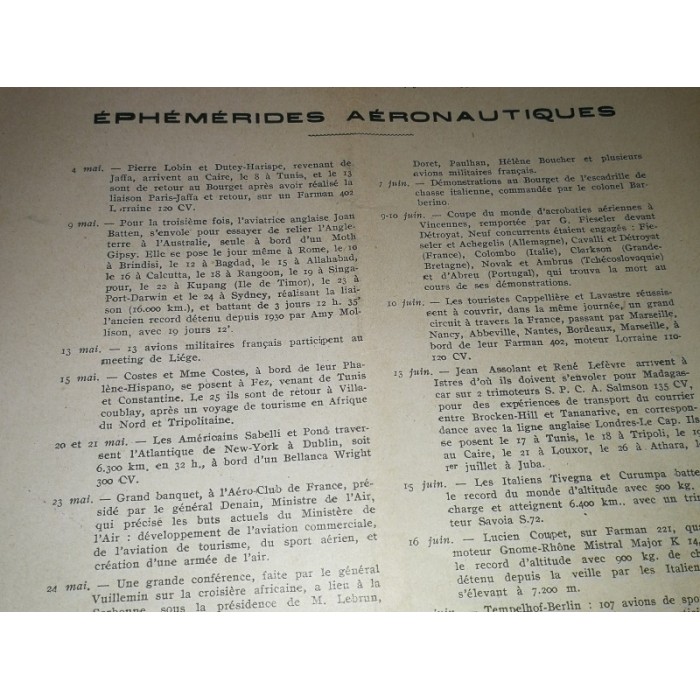 ÉPHÉMÉRIDES AÉRONAUTIQUES
4 mai. — Pierre Lobin et Dutey-Harispe, revenant de
Jaffa, arrivent au Caire, le 8 à Tunis, et le 13
sont de retour au Bourget après avoir réalisé la
liaison Paris-Jaffa et retour, sur un Farman 402
Lorraine 120 CV.
9 mai. — Pour la troisième fois, l'aviatrice anglaise Joan
Batten, s'envole pour essayer de relier l'Angle-
terre à l'Australie, seule à bord d'un Moth
Gipsy. Elle se pose le jour même à Rome, le 10
à Brindisi, le 12 à Bagdad, le 15 à Allahabad,
le 16 à Calcutta, le 18 à Rangoon, le 19 à Singa-
pour, le 22 à Kupang (Ile de Timor), le 23 à
Port-Darwin et le 24 à Sydney, réalisant la liai-
son (16.000 km.), et battant de 3 jours 12 h. 35'
l'ancien record détenu depuis 1930 par Amy Mol-
lison, avec 19 jours 12'.
13 mai. — 13 avions militaires français participent au
meeting de Liége.
15 mai. — Costes et Mme Costes, à bord de leur Pha-
lène-Hispano, se posent à Fez, venant de Tunis
et Constantine. Le 25 ils sont de retour à Villa-
coublay, après un voyage de tourisme en Afrique
du Nord et Tripolitaine.
20 et 21 mai. — Les Américains Sabelli et Pond traver-
sent l'Atlantique de New-York à Dublin, soit
6.300 km. en 32 h., à bord d'un Bellanca Wright
300 CV.
23 mai. — Grand banquet, à l'Aéro-Club de France, pré-
sidé par le général Denain, Ministre de l'Air,
qui précise les buts actuels du Ministère de
l'Air : développement de l'aviation commerciale,
de l'aviation de tourisme, du sport aérien, et
création d'une armée de l'air.
24 mai. — Une grande conférence, faite par le général
Vuillemin sur la croisière africaine, a lieu à la
Sorbonne, sous la présidence de M. Lebrun,
Doret, Paulhan, Hélène Boucher et plusieurs
avions militaires français.
7 juin. — Démonstrations au Bourget de l'escadrille de
chasse italienne, commandée par le colonel Bar-
berino.
9-10 juin. — Coupe du monde d'acrobaties aériennes à
Vincennes, remportée par G. Fieseler devant
Détroyat. Neuf concurrents étaient engagés : Fie-
seler et Achegelis (Allemagne), Cavalli et Détroyat
(France), Colombo (Italie), Clarkson (Grande-
Bretagne), Novak et Ambrus (Tchécoslovaquie)
et d'Abreu (Portugal), qui trouva la mort au
cours de ses démonstrations.
10 juin. — Les touristes Cappellière et Lavastre réussis-
sent à couvrir, dans la même journée, un grand
circuit à travers la France, passant par Marseille,
Nancy, Abbeville, Nantes, Bordeaux, Marseille, à
bord de leur Farman 402, moteur Lorraine 110-
120 CV.
13 juin. — Jean Assolant et René Lefèvre arrivent à
Istres d'où ils doivent s'envoler pour Madagas-
car sur 2 trimoteurs S. P. C. A. Salmson 135 CV,
pour des expériences de transport du courrier
entre Brocken-Hill et Tananarive, en correspon-
dance avec la ligne anglaise Londres-Le Cap. Ils
se posent le 17 à Tunis, le 18 à Tripoli, le 19
au Caire, le 21 à Louxor, le 26 à Athara, le
1er juillet à Juba.
15 juin. — Les Italiens Tivegna et Curumpa batte
le record du monde d'altitude avec 500 kg.
charge et atteignent 6.400 km., avec un trim
teur Savoia S.72.
16 juin. — Lucien Coupet, sur Farman 221, qua
moteur Gnome-Rhône Mistral Major K 14,
le record d'altitude avec 900 kg. de ch
détenu depuis la veille par les Italien
s'élevant à 7.200 m.
juin. — Tempelhof-Berlin : 107 avions de spo